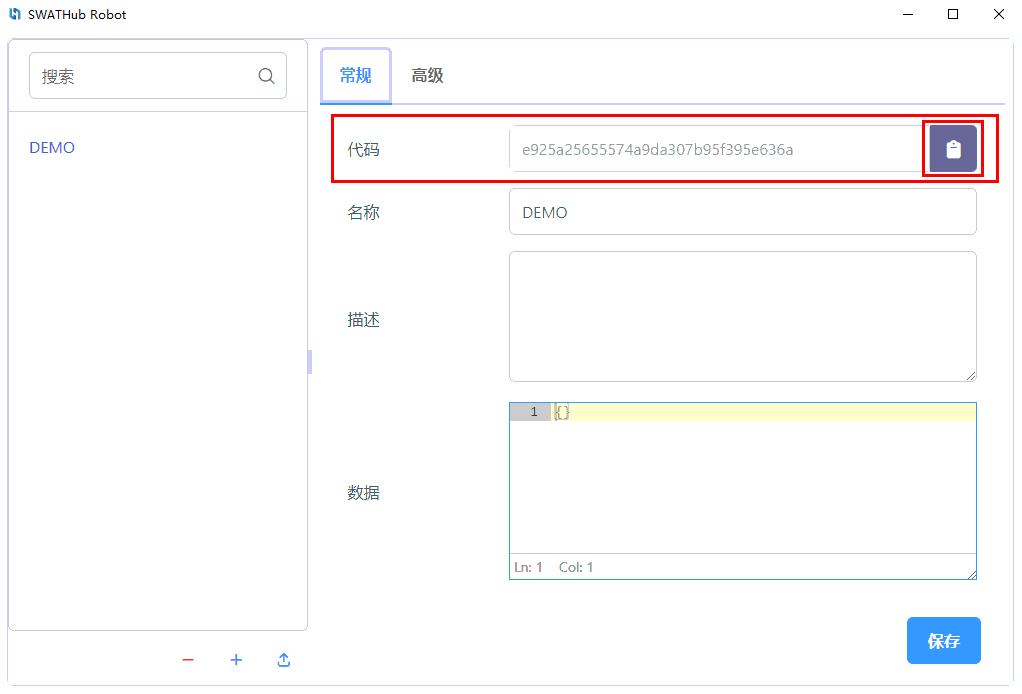 SWATHub Robot
搜索
DEMO
常规
高级
代码
e925a25655574a9da307b95f395e636a
名称
DEMO
描述
数据
1
{}
Ln: 1 Col: 1
保存